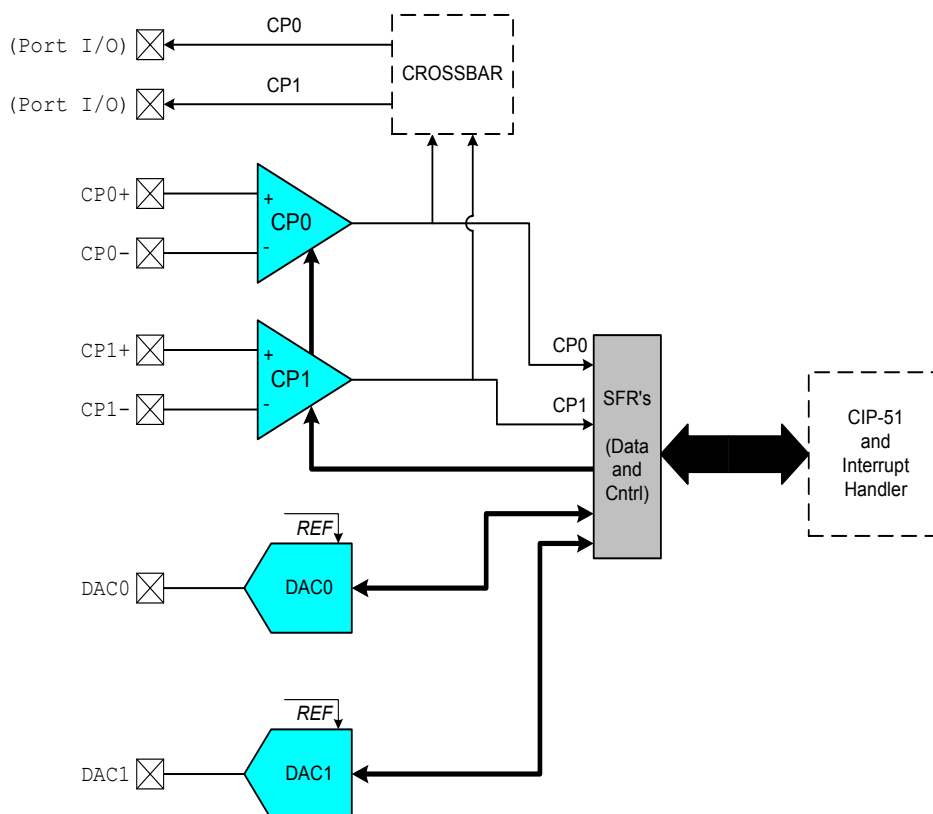 CP0
(Port I/O)
CROSSBAR
CP1
(Port I/O)
CP0+
+
CP0
-
CP0-
CP1+
+
CP1
-
CP1-
CP0
CP1
SFR's
(Data
and
Cntrl)
CIP-51
and
Interrupt
Handler
REF
DAC0
DAC0
REF
DAC1
DAC1